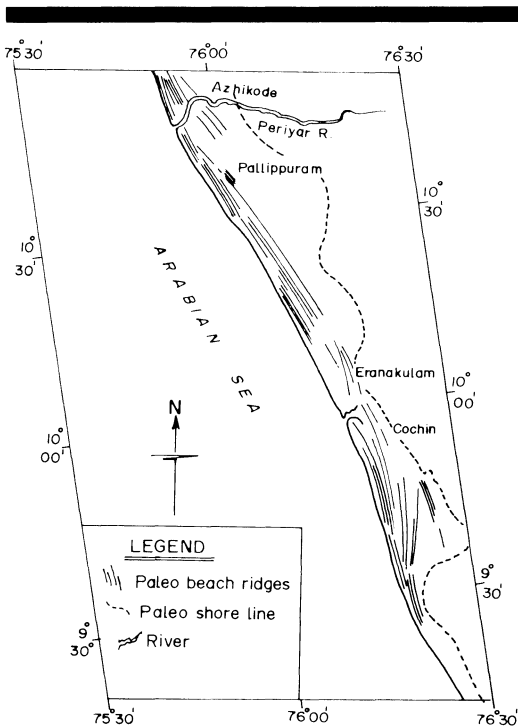 75° 30'
76° 00'
76° 30'
Azhikode
Periyar R.
Pallippuram
10° 30'
10° 30'
ARABIAN SEA
Eranakulam
10° 00'
Cochin
N
10° 00'
LEGEND
Paleo beach ridges
Paleo shore line
River
9° 30'
9° 30'
75° 30'
76° 00'
76° 30'